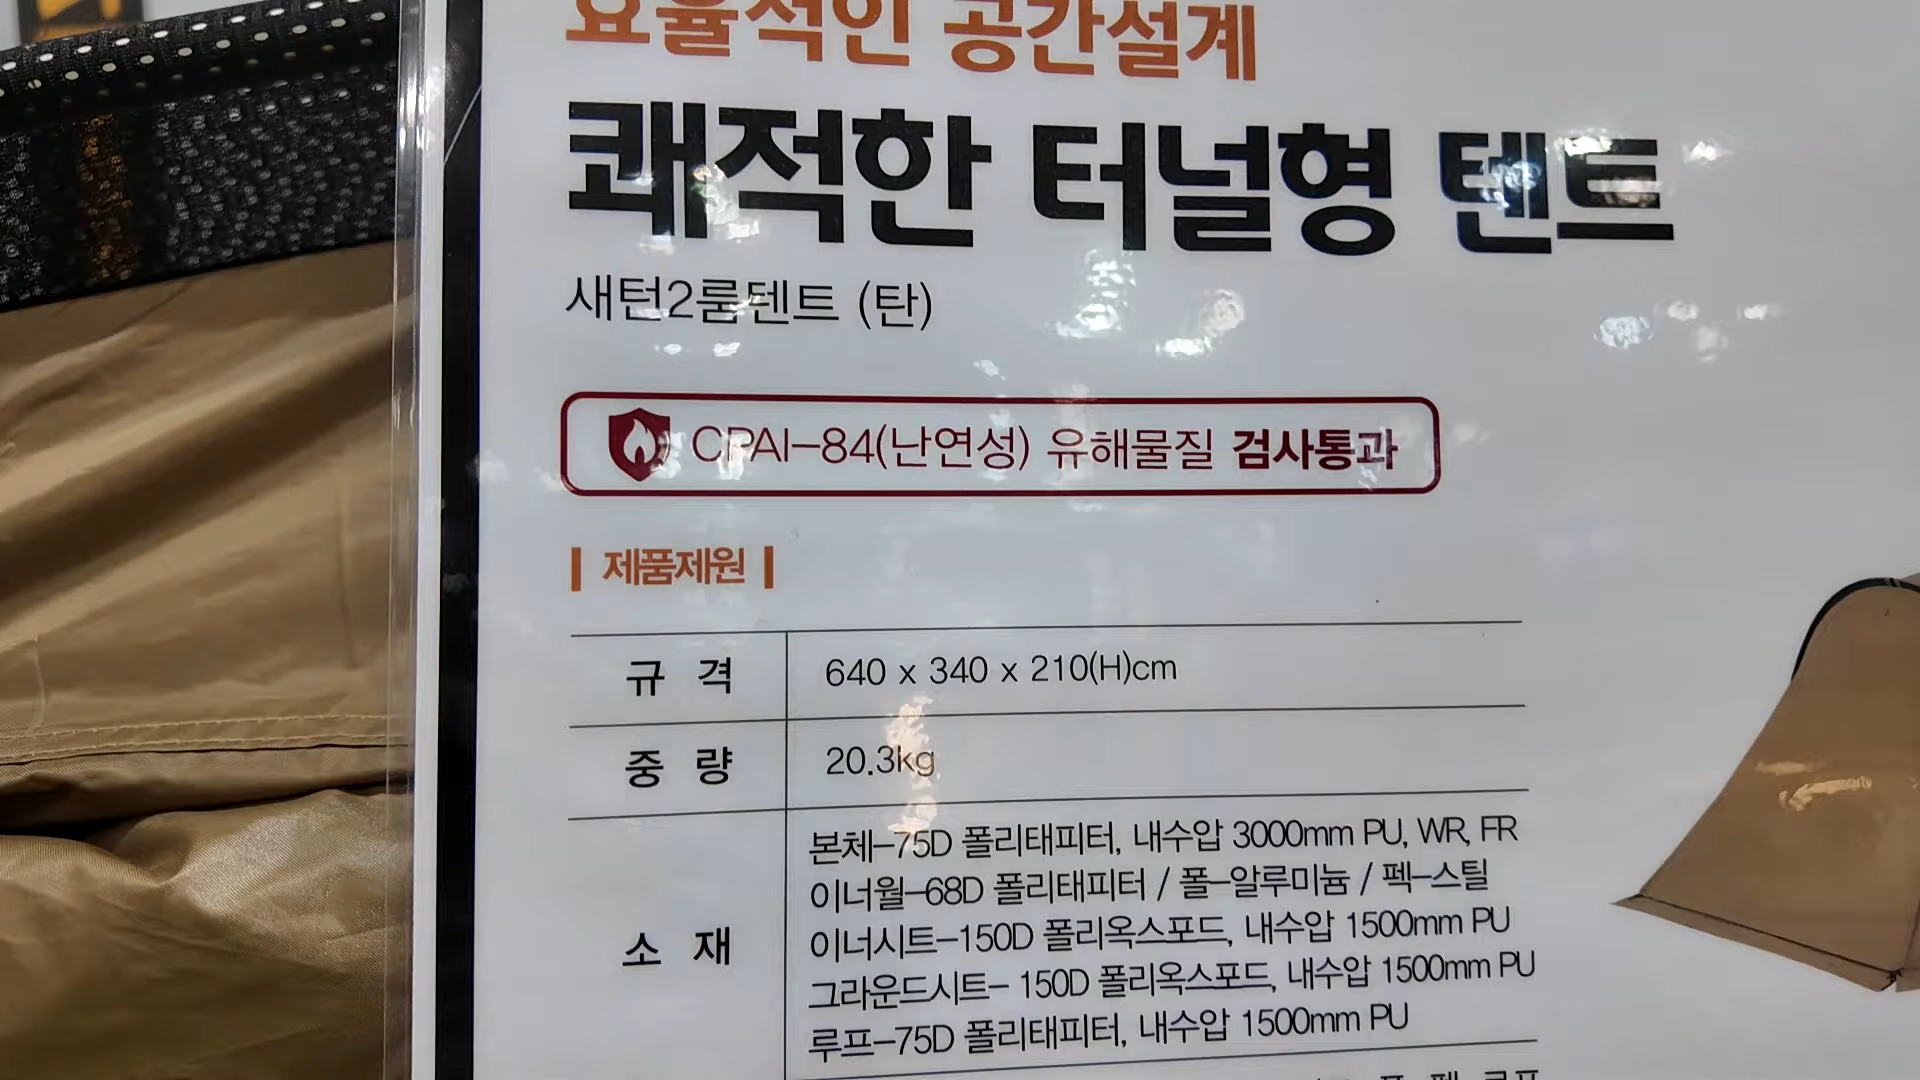 효율적인 공간설계
쾌적한 터널형 텐트
새턴2룸텐트 (탄)
CPAI-84(난연성) 유해물질 검사통과
제품제원
규 격 640 x 340 x 210(H)cm
중 량 20.3kg
소 재
본체-75D 폴리태피터, 내수압 3000mm PU, WR, FR
이너월-68D 폴리태피터 / 폴-알루미늄 / 펙-스틸
이너시트-150D 폴리옥스포드, 내수압 1500mm PU
그라운드시트- 150D 폴리옥스포드, 내수압 1500mm PU
루프-75D 폴리태피터, 내수압 1500mm PU